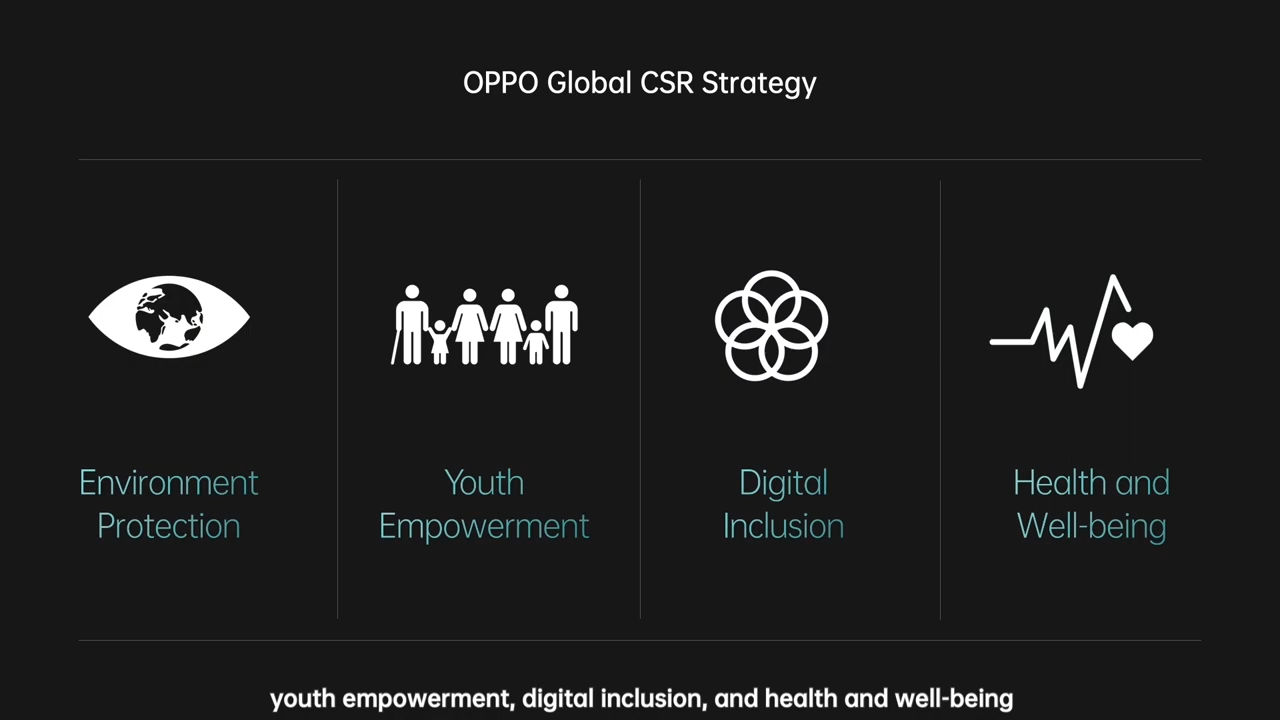 OPPO Global CSR Strategy
Environment
Protection
Youth
Empowerment
Digital
Inclusion
Health and
Well-being
youth empowerment, digital inclusion, and health and well-being